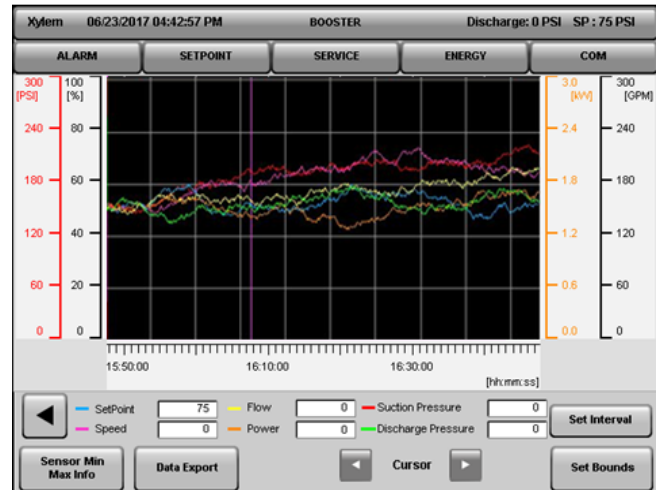 Xylem 06/23/2017 04:42:57 PM BOOSTER Discharge: 0 PSI SP : 75 PSI
ALARM SETPOINT SERVICE ENERGY COM
300 100 3.0 300
[PSI] [%] [kW] [GPM]
240 80 2.4 240
180 60 1.8 180
120 40 1.2 120
60 20 0.6 60
0 0 0.0 0
15:50:00 16:10:00 16:30:00
[hh:mm:ss]
SetPoint 75 Flow 0 Suction Pressure 0
Speed 0 Power 0 Discharge Pressure 0
Set Interval
Sensor Min
Max Info
Data Export
Cursor
Set Bounds